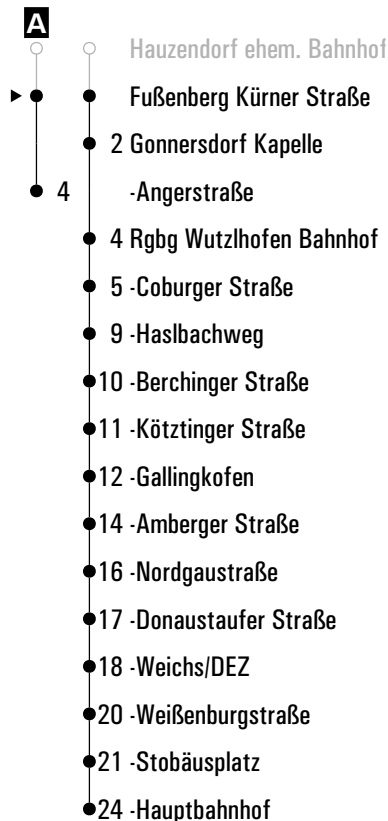 A
Hauzendorf ehem. Bahnhof
Fußenberg Kürner Straße
2 Gonnersdorf Kapelle
4 -Angerstraße
4 Rgbg Wutzlhofen Bahnhof
5 -Coburger Straße
9 -Haslbachweg
10 -Berchinger Straße
11 -Kötztinger Straße
12 -Gallingkofen
14 -Amberger Straße
16 -Nordgaustraße
17 -Donaustaufer Straße
18 -Weichs/DEZ
20 -Weißenburgstraße
21 -Stobäusplatz
24 -Hauptbahnhof